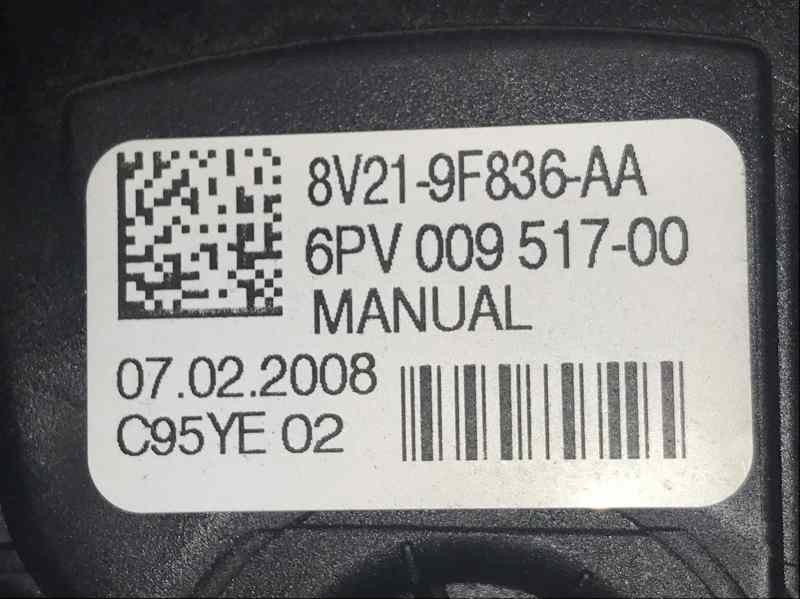 8V21-9F836-AA
6PV 009 517-00
MANUAL
07.02.2008
C95YE 02